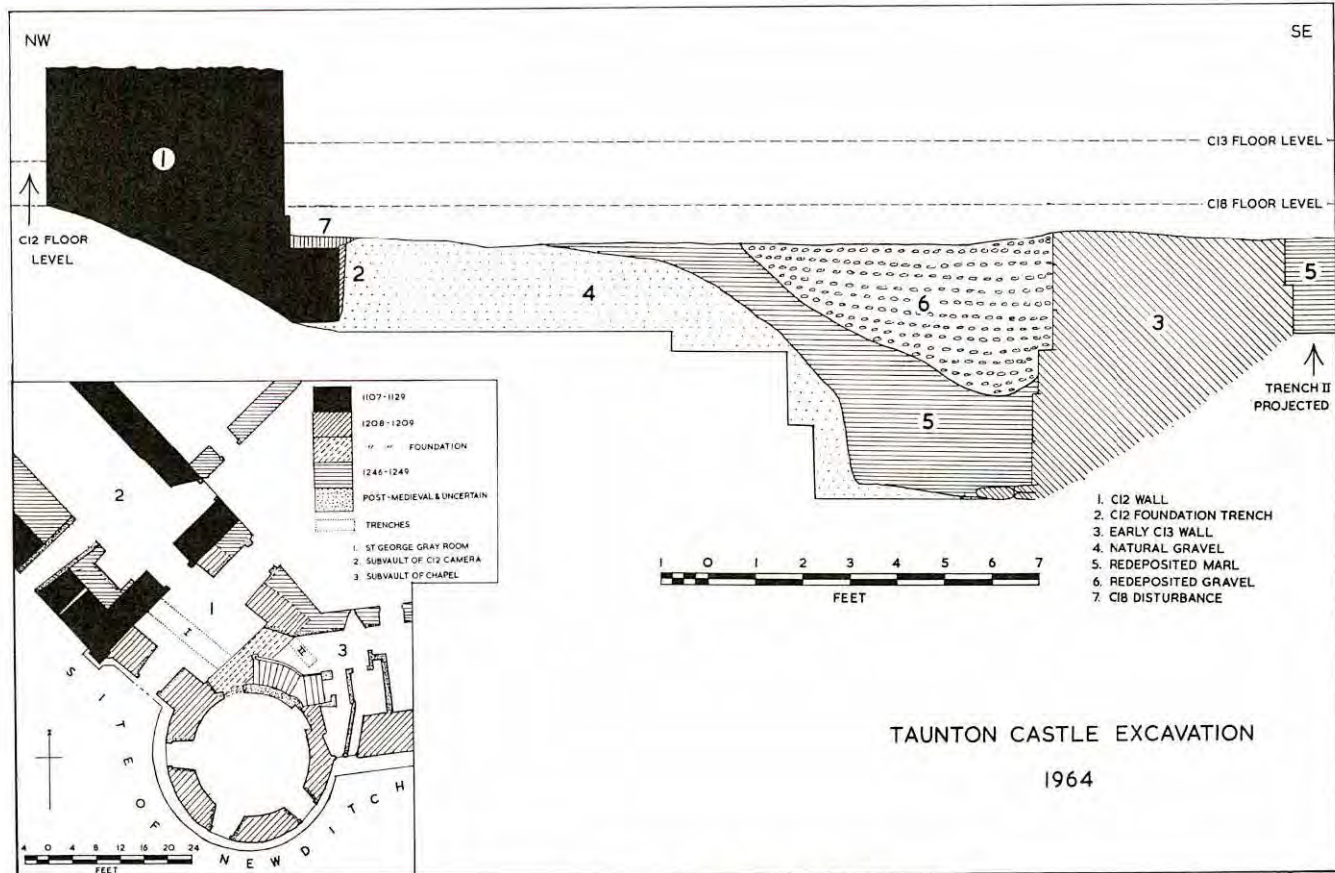 NW
SE
1
C13 FLOOR LEVEL
C18 FLOOR LEVEL
C12 FLOOR
LEVEL
7
2
4
6
3
5
5
TRENCH II
PROJECTED
1. C12 WALL
2. C12 FOUNDATION TRENCH
3. EARLY C13 WALL
4. NATURAL GRAVEL
5. REDEPOSITED MARL
6. REDEPOSITED GRAVEL
7. C18 DISTURBANCE
1 0 1 2 3 4 5 6 7
FEET
1107-1129
1208-1209
" " FOUNDATION
1246-1249
POST-MEDIEVAL & UNCERTAIN
TRENCHES
1. ST GEORGE GRAY ROOM
2. SUBVAULT OF C12 CAMERA
3. SUBVAULT OF CHAPEL
2
1
I
II
3
SITE OF NEW DITCH
4 0 4 8 12 16 20 24
FEET
TAUNTON CASTLE EXCAVATION
1964